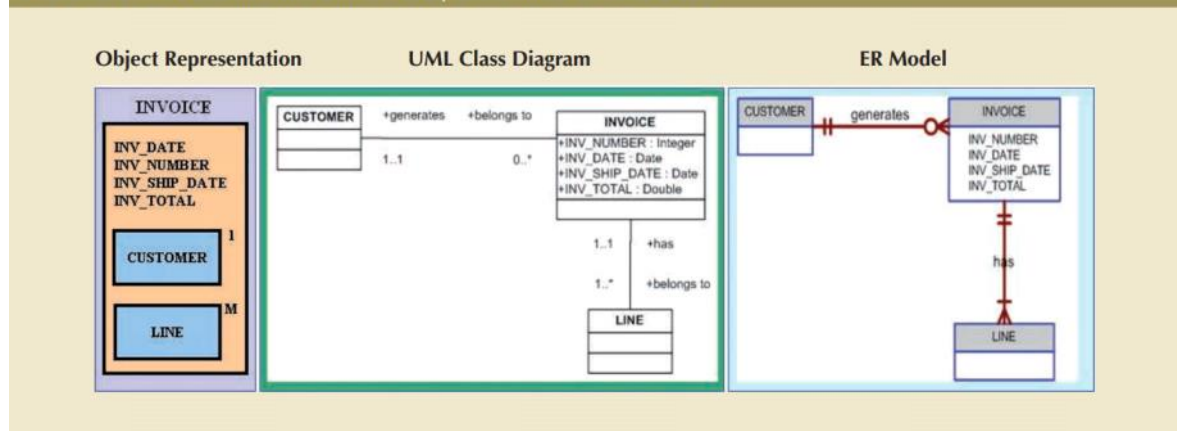 Object Representation
UML Class Diagram
ER Model
INVOICE
INV_DATE
INV_NUMBER
INV_SHIP_DATE
INV_TOTAL
1
CUSTOMER
M
LINE
CUSTOMER
+generates
+belongs to
1..1
0..*
INVOICE
+INV_NUMBER : Integer
+INV_DATE : Date
+INV_SHIP_DATE : Date
+INV_TOTAL : Double
1..1
+has
1..*
+belongs to
LINE
CUSTOMER
generates
INVOICE
INV_NUMBER
INV_DATE
INV_SHIP_DATE
INV_TOTAL
has
LINE